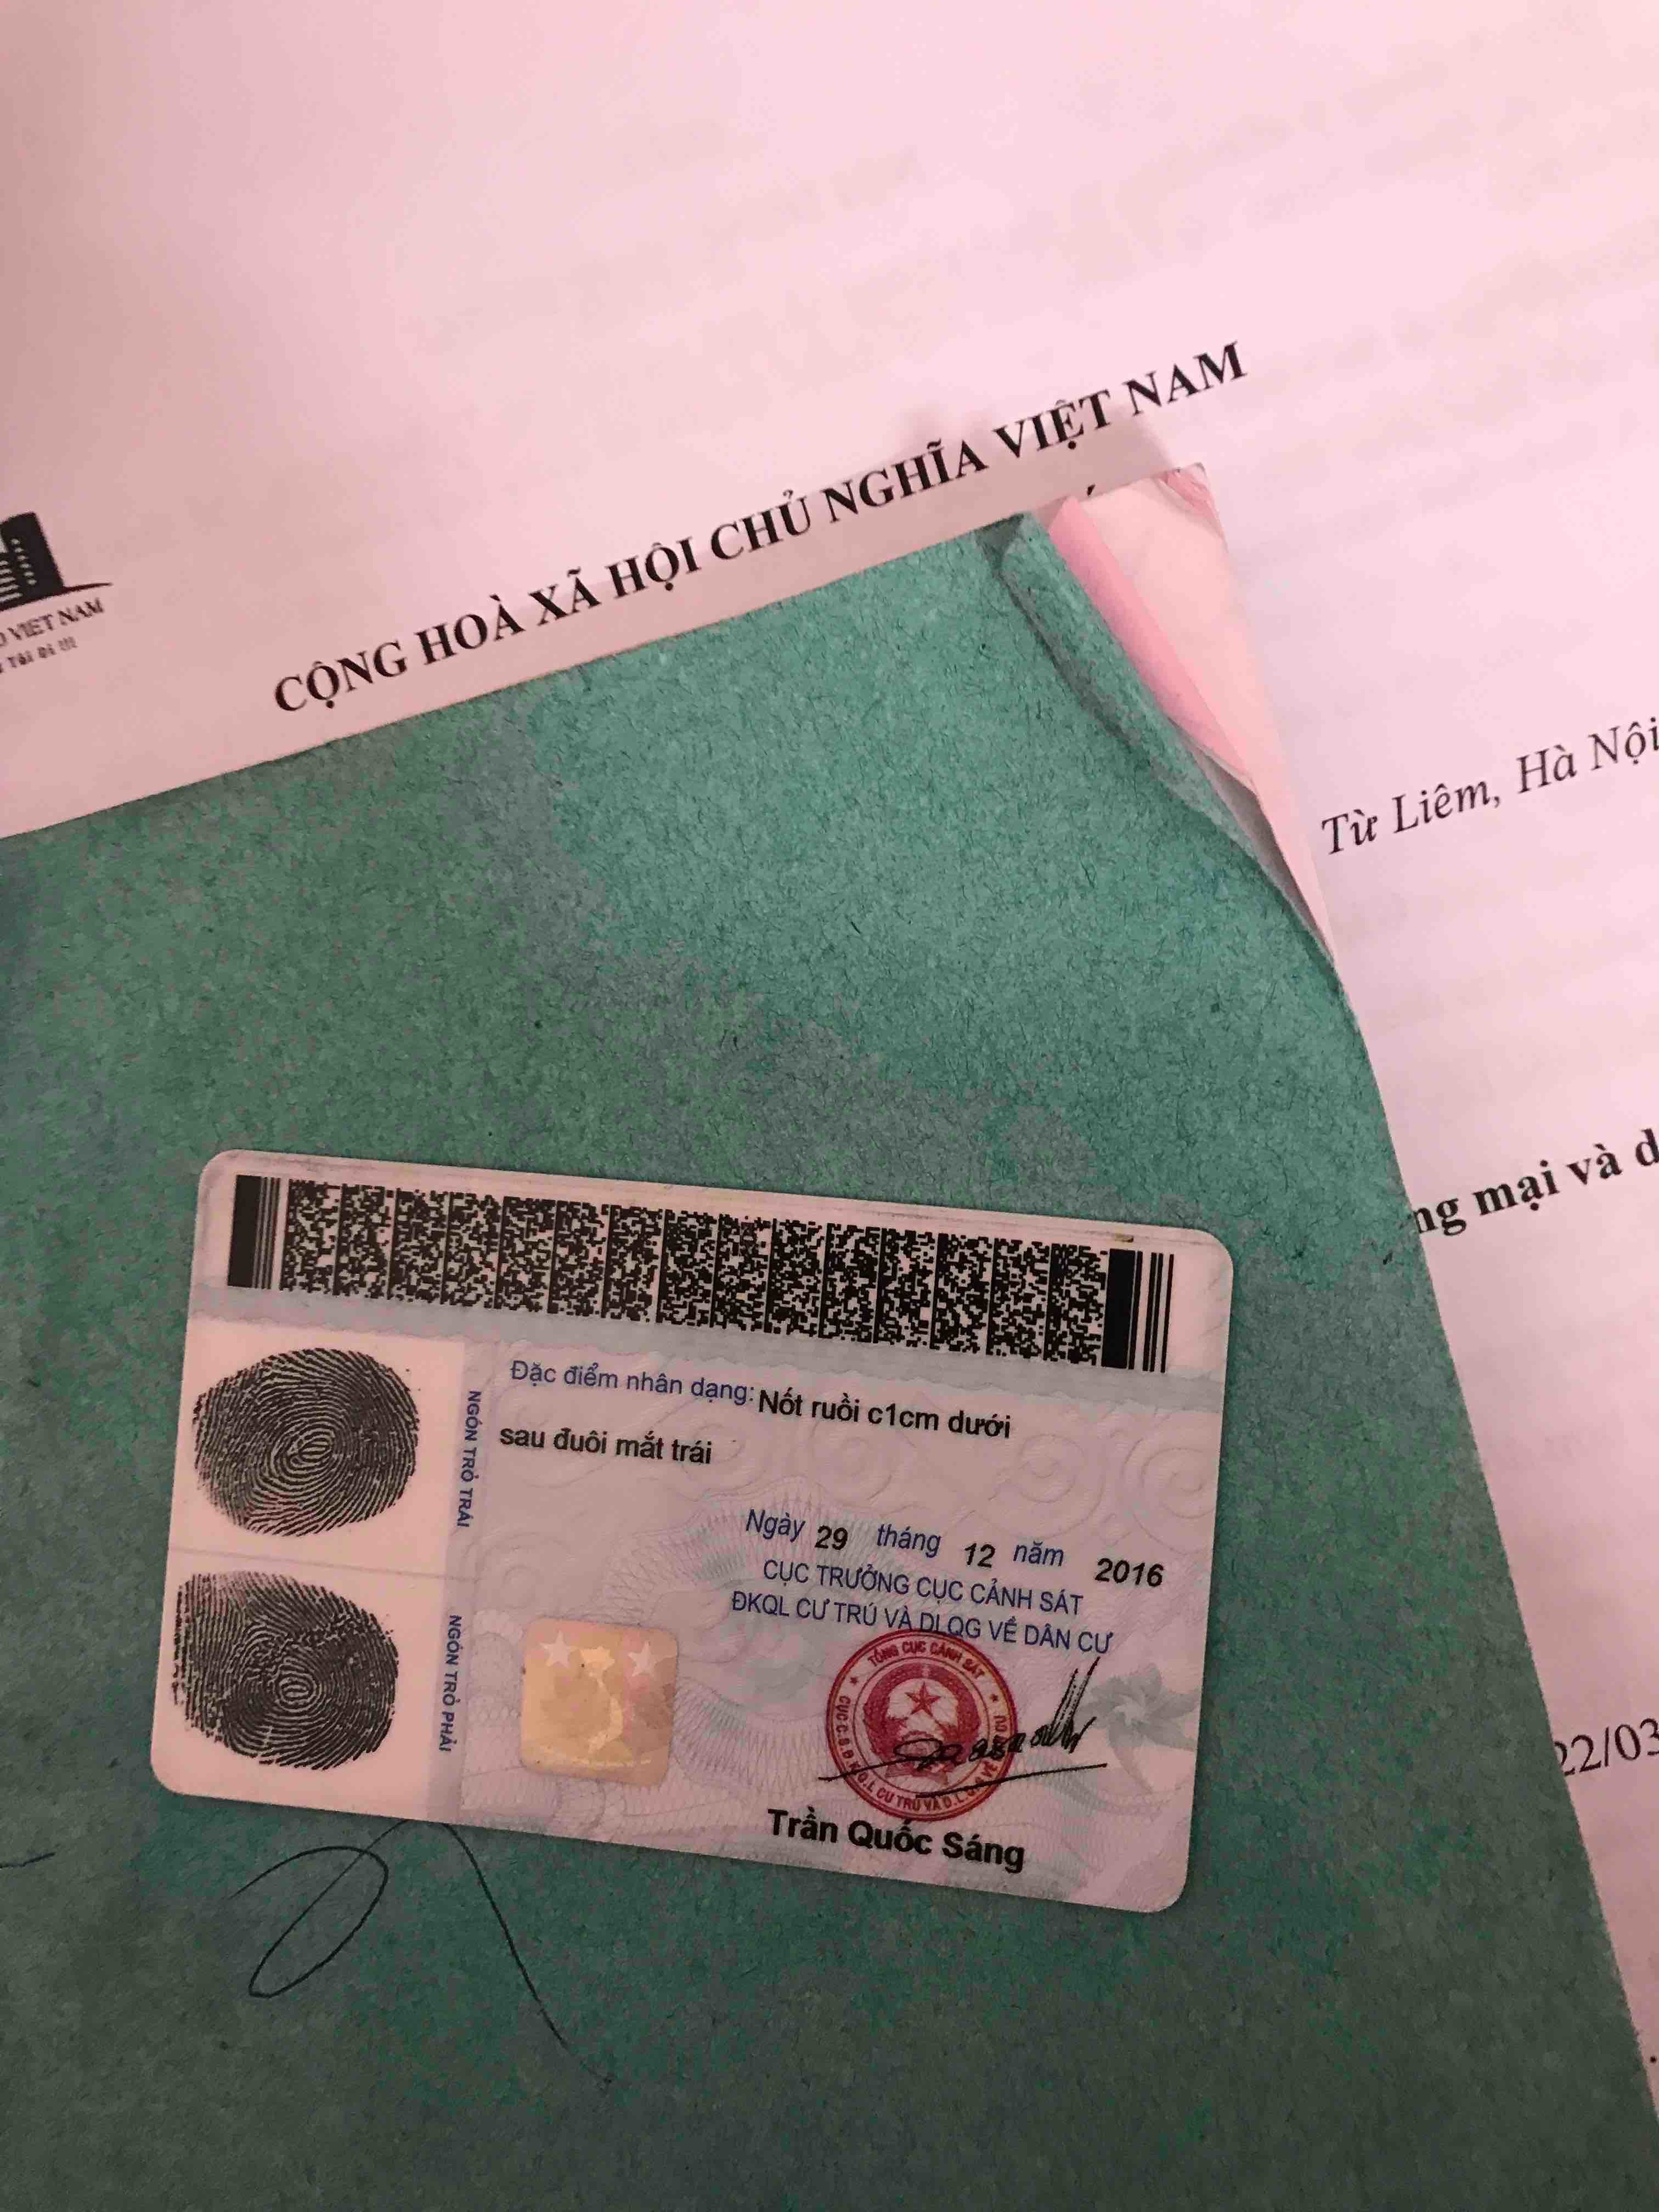 CỘNG HOÀ XÃ HỘI CHỦ NGHĨA VIỆT NAM
VIET NAM
Từ Liêm, Hà Nội
ng mại và d
22/03
Đặc điểm nhân dạng: Nốt ruồi c1cm dưới
sau đuôi mắt trái
NGÓN TRỎ TRÁI
NGÓN TRỎ PHẢI
Ngày 29 tháng 12 năm 2016
CỤC TRƯỞNG CỤC CẢNH SÁT
ĐKQL CƯ TRÚ VÀ DLQG VỀ DÂN CƯ
TỔNG CỤC CẢNH SÁT
Trần Quốc Sáng